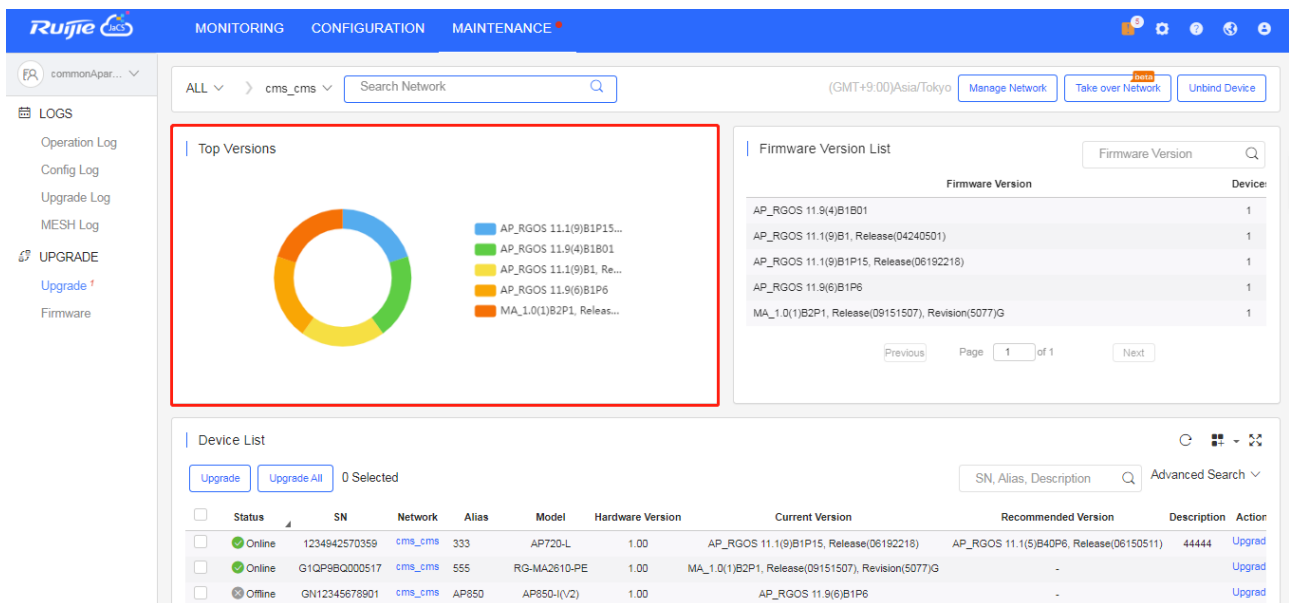 Ruijie JaCS MONITORING CONFIGURATION MAINTENANCE 5
FR commonApar...
ALL > cms_cms Search Network (GMT+9:00)Asia/Tokyo Manage Network beta Take over Network Unbind Device
LOGS
Operation Log
Config Log
Upgrade Log
MESH Log
UPGRADE
Upgrade
Firmware
Top Versions
AP_RGOS 11.1(9)B1P15...
AP_RGOS 11.9(4)B1B01
AP_RGOS 11.1(9)B1, Re...
AP_RGOS 11.9(6)B1P6
MA_1.0(1)B2P1, Releas...
Firmware Version List Firmware Version
Firmware Version Devices
AP_RGOS 11.9(4)B1B01 1
AP_RGOS 11.1(9)B1, Release(04240501) 1
AP_RGOS 11.1(9)B1P15, Release(06192218) 1
AP_RGOS 11.9(6)B1P6 1
MA_1.0(1)B2P1, Release(09151507), Revision(5077)G 1
Previous Page 1 of 1 Next
Device List
Upgrade Upgrade All 0 Selected SN, Alias, Description Advanced Search
Status SN Network Alias Model Hardware Version Current Version Recommended Version Description Action
Online 1234942570359 cms_cms 333 AP720-L 1.00 AP_RGOS 11.1(9)B1P15, Release(06192218) AP_RGOS 11.1(5)B40P6, Release(06150511) 44444 Upgrad
Online G1QP9BQ000517 cms_cms 555 RG-MA2610-PE 1.00 MA_1.0(1)B2P1, Release(09151507), Revision(5077)G - Upgrad
Offline GN12345678901 cms_cms AP850 AP850-I(V2) 1.00 AP_RGOS 11.9(6)B1P6 - Upgrad